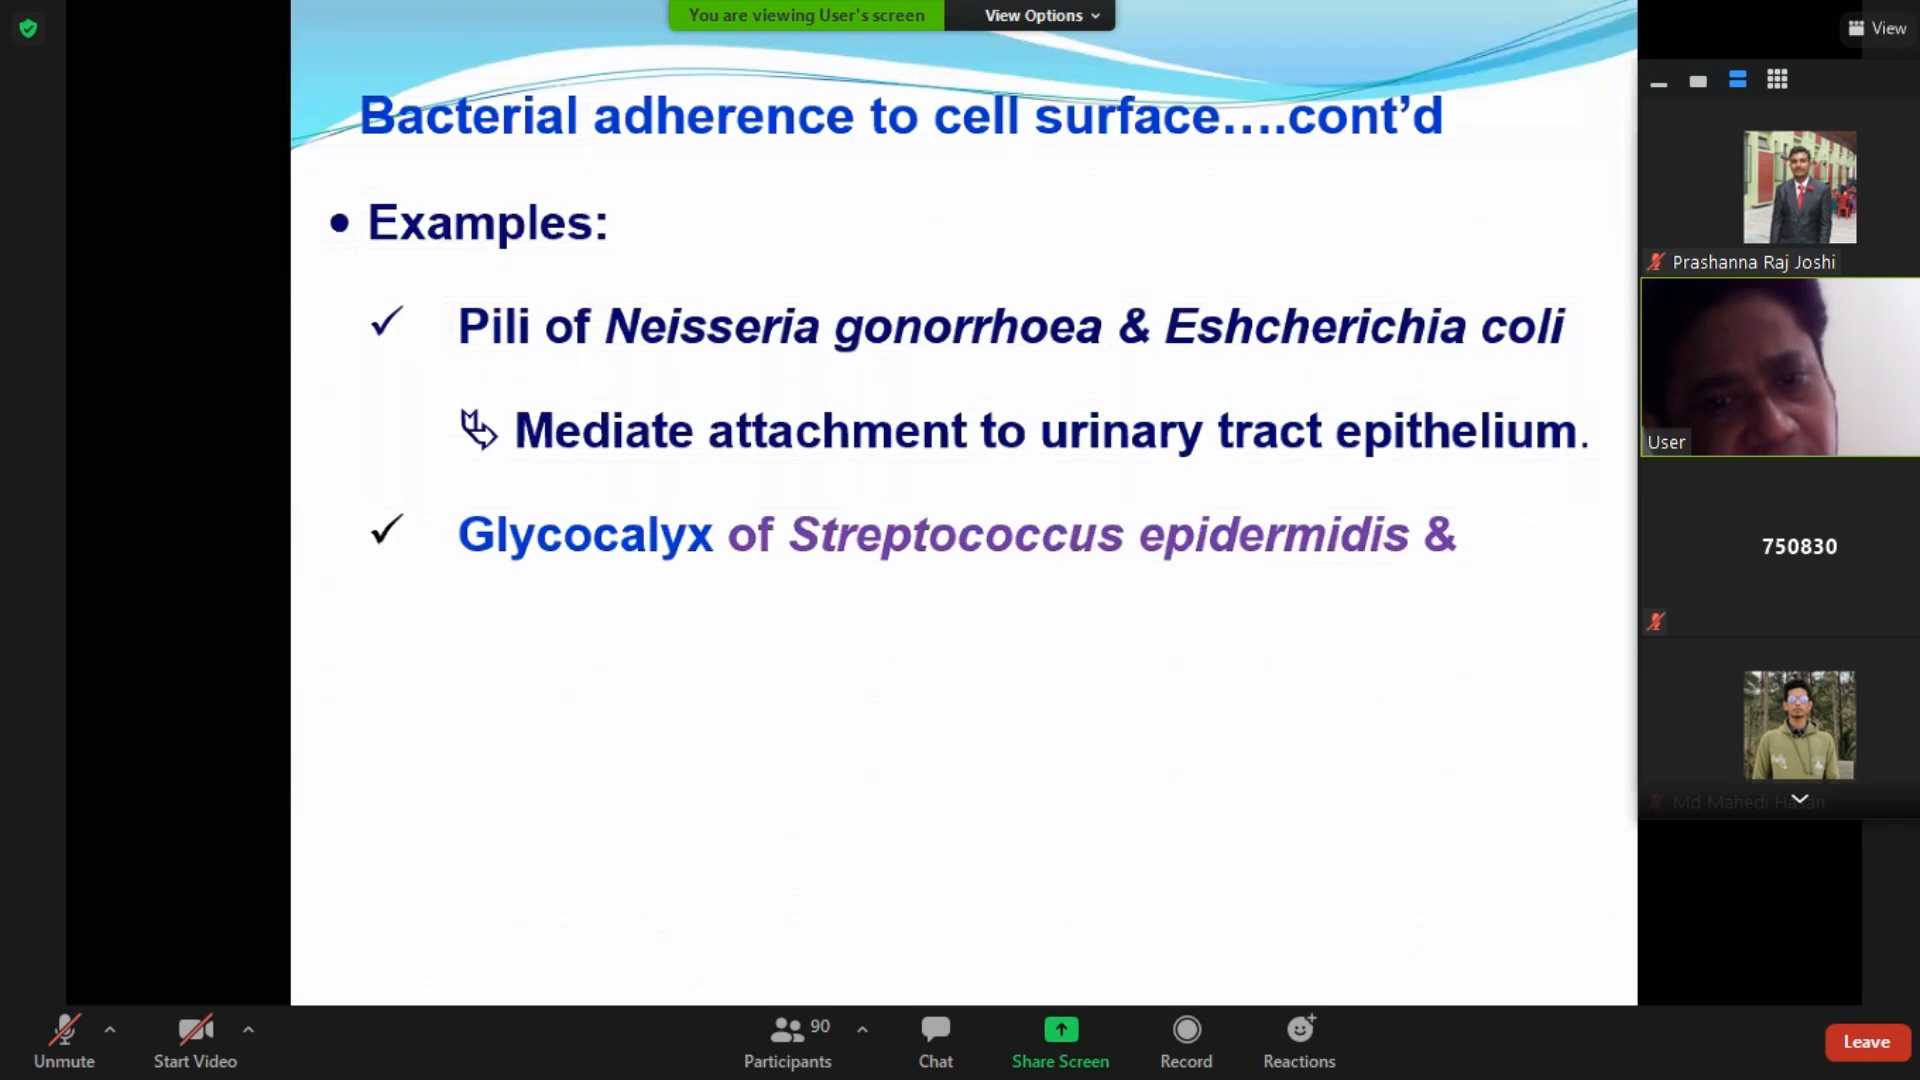 You are viewing User's screen View Options
View
Bacterial adherence to cell surface....cont'd
• Examples:
✓ Pili of Neisseria gonorrhoea & Eshcherichia coli
Mediate attachment to urinary tract epithelium.
✓ Glycocalyx of Streptococcus epidermidis &
Prashanna Raj Joshi
User
750830
Md Mahedi Hasan
Unmute
Start Video
90
Participants
Chat
Share Screen
Record
Reactions
Leave